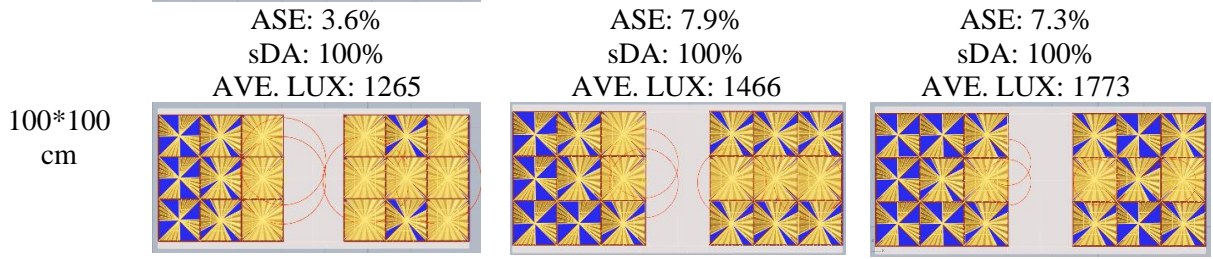 ASE: 3.6%
sDA: 100%
AVE. LUX: 1265
ASE: 7.9%
sDA: 100%
AVE. LUX: 1466
ASE: 7.3%
sDA: 100%
AVE. LUX: 1773
100*100
cm